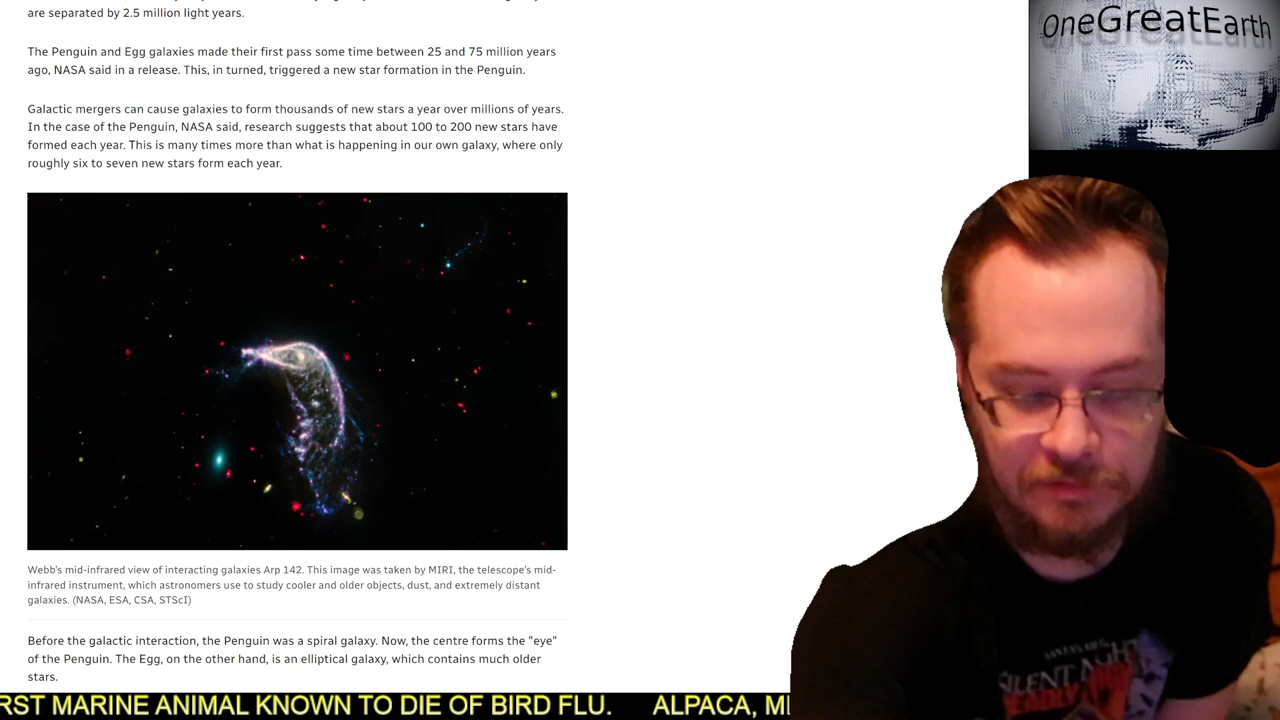 are separated by 2.5 million light years.
The Penguin and Egg galaxies made their first pass some time between 25 and 75 million years
ago, NASA said in a release. This, in turned, triggered a new star formation in the Penguin.
Galactic mergers can cause galaxies to form thousands of new stars a year over millions of years.
In the case of the Penguin, NASA said, research suggests that about 100 to 200 new stars have
formed each year. This is many times more than what is happening in our own galaxy, where only
roughly six to seven new stars form each year.
Webb's mid-infrared view of interacting galaxies Arp 142. This image was taken by MIRI, the telescope's mid-
infrared instrument, which astronomers use to study cooler and older objects, dust, and extremely distant
galaxies. (NASA, ESA, CSA, STScI)
Before the galactic interaction, the Penguin was a spiral galaxy. Now, the centre forms the "eye"
of the Penguin. The Egg, on the other hand, is an elliptical galaxy, which contains much older
stars.
OneGreatEarth
SILENT NIGHT
DEADLY
RST MARINE ANIMAL KNOWN TO DIE OF BIRD FLU. ALPACA, MI